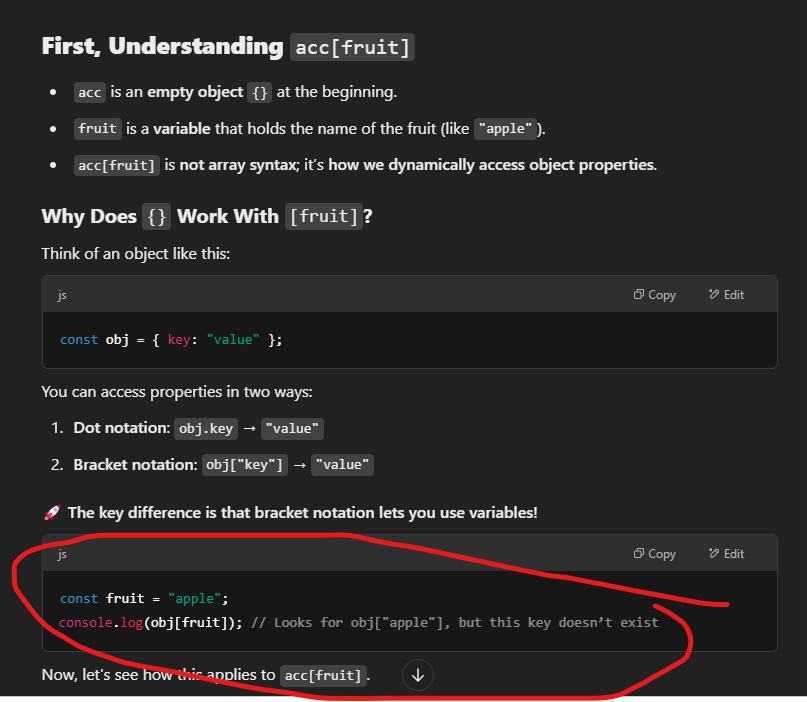 First, Understanding acc[fruit]
• acc is an empty object {} at the beginning.
• fruit is a variable that holds the name of the fruit (like "apple").
• acc[fruit] is not array syntax; it’s how we dynamically access object properties.
Why Does {} Work With [fruit]?
Think of an object like this:
js Copy Edit
const obj = { key: "value" };
You can access properties in two ways:
1. Dot notation: obj.key → "value"
2. Bracket notation: obj["key"] → "value"
🚀 The key difference is that bracket notation lets you use variables!
js Copy Edit
const fruit = "apple";
console.log(obj[fruit]); // Looks for obj["apple"], but this key doesn’t exist
Now, let's see how this applies to acc[fruit].